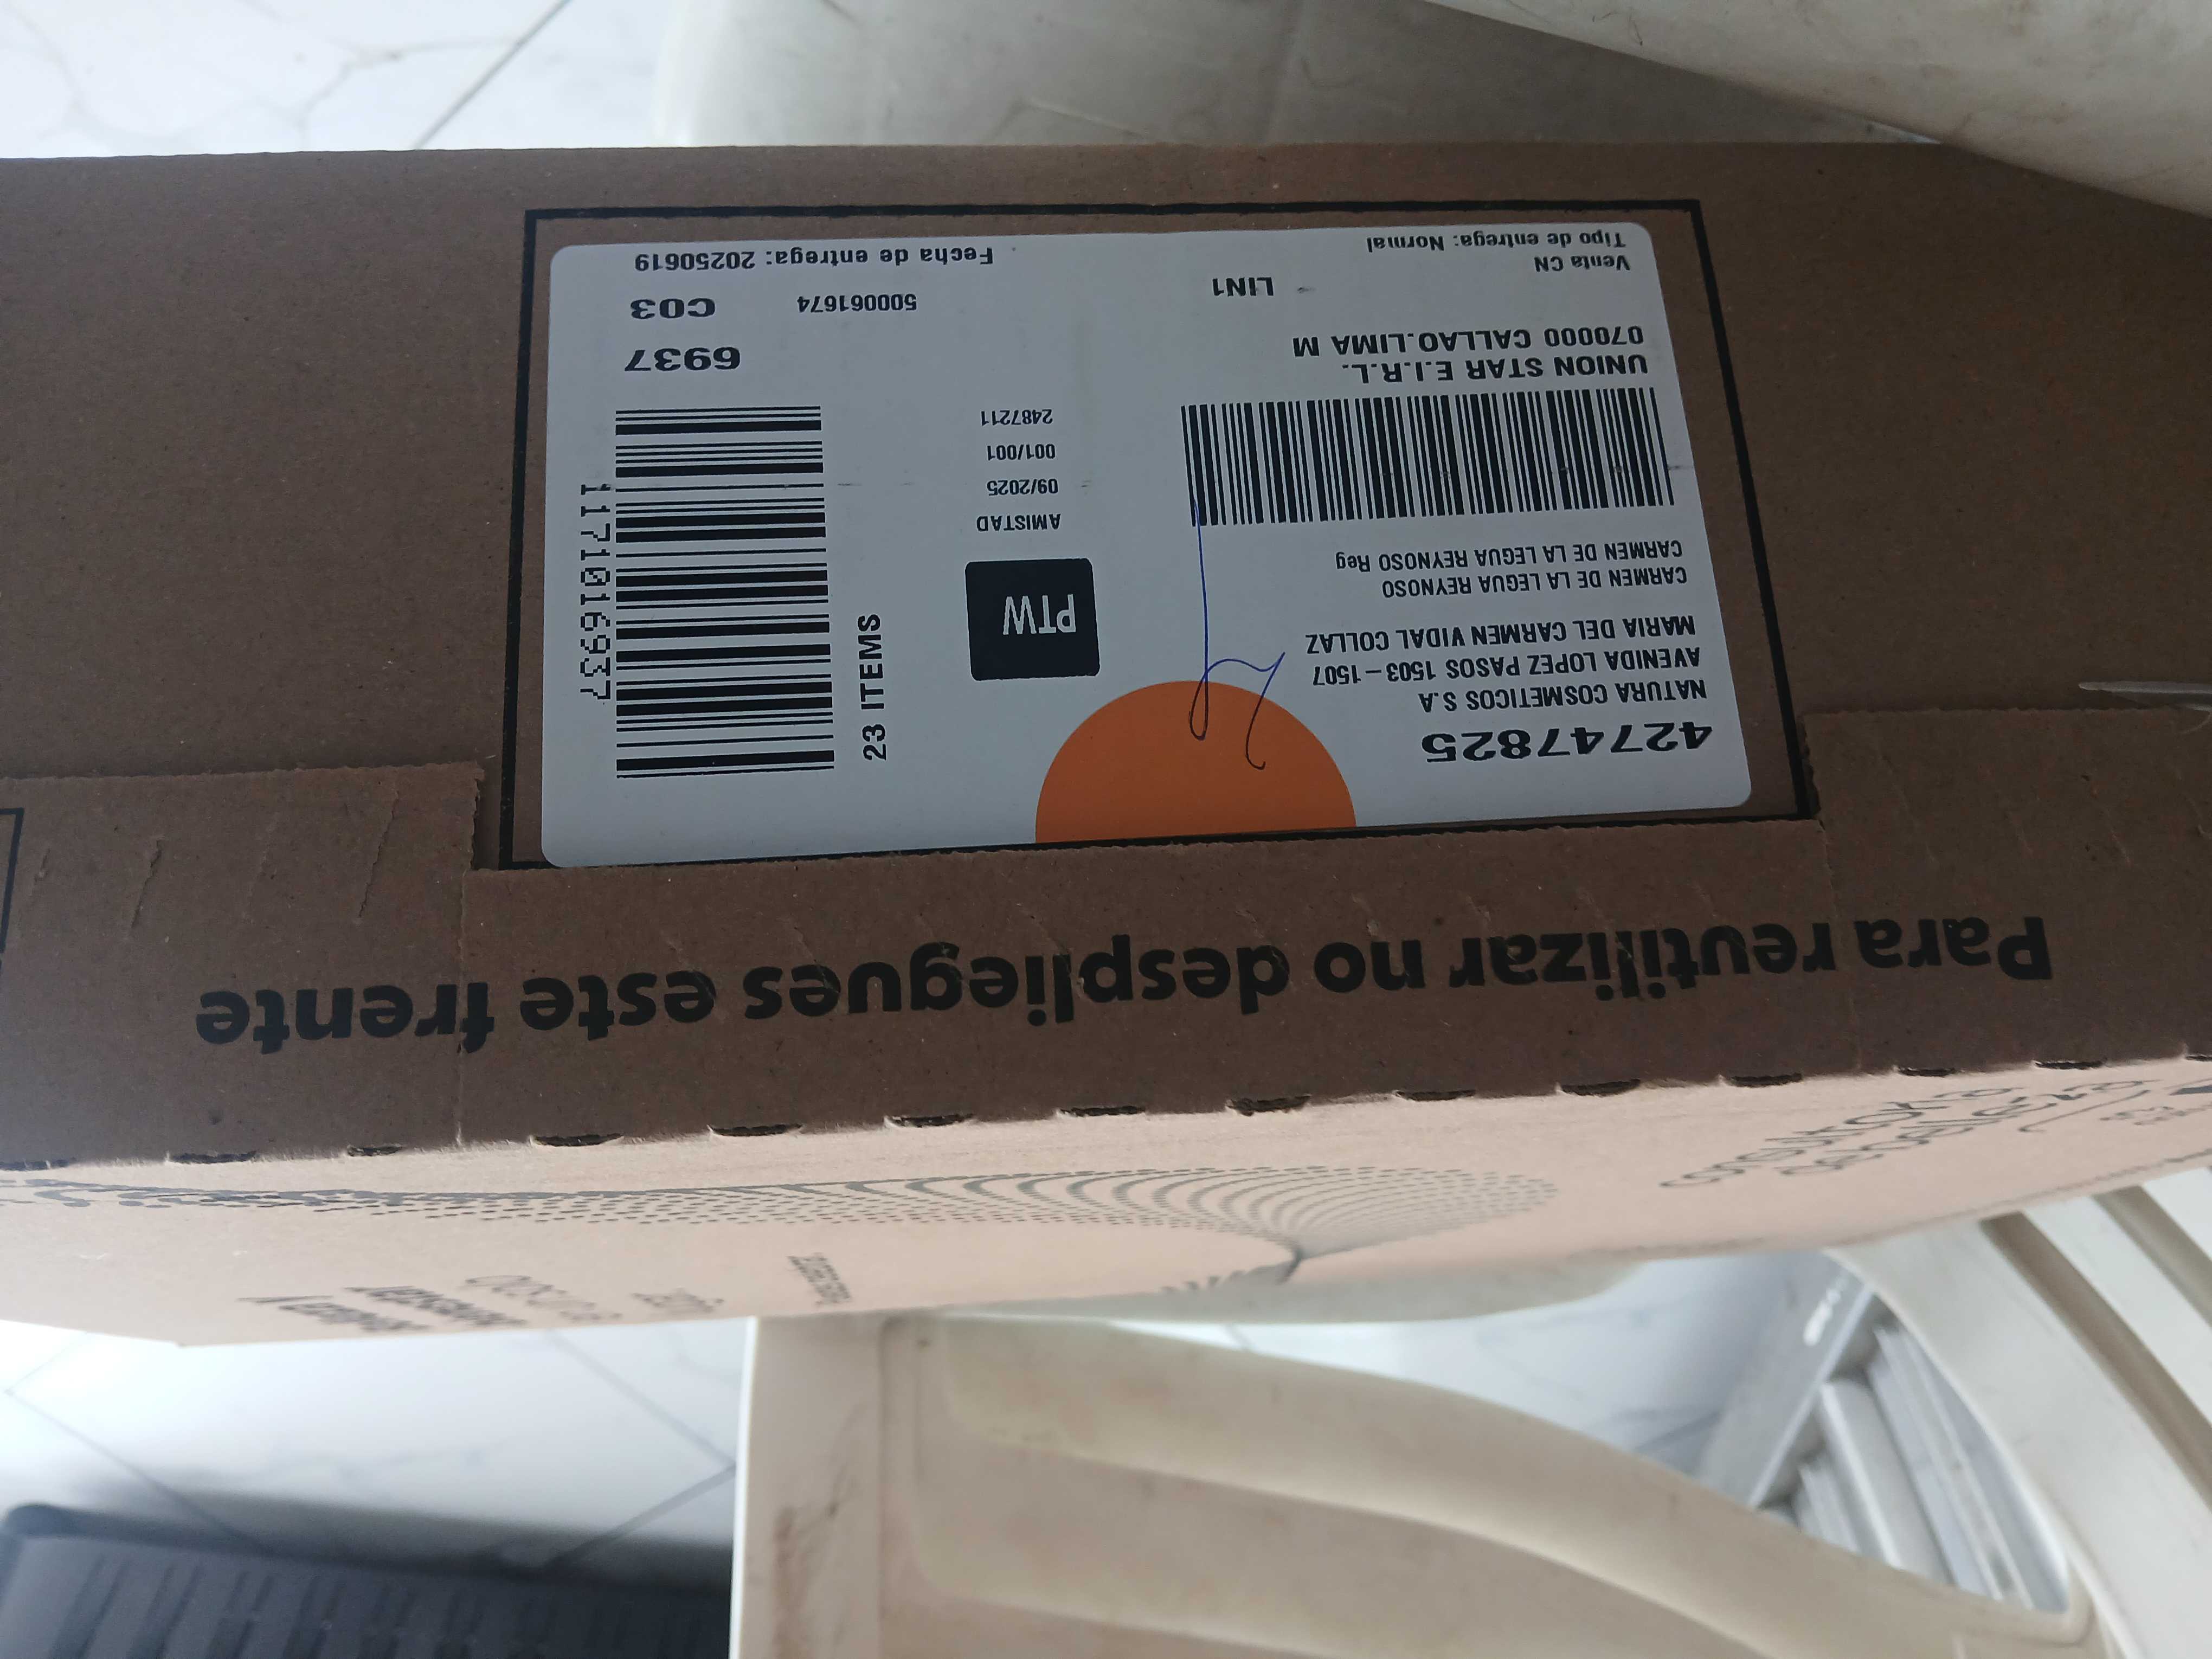 Para reutilizar no despliegues este frente
42747825
NATURA COSMETICOS S.A
AVENIDA LOPEZ PASOS 1503-1507
MARIA DEL CARMEN VIDAL COLLAZ
CARMEN DE LA LEGUA REYNOSO
CARMEN DE LA LEGUA REYNOSO Reg
UNION STAR E.I.R.L.
070000 CALLAO.LIMA M
LIN1
Venta CN
Tipo de entrega: Normal
PTW
AMISTAD
09/2025
001/001
2487211
23 ITEMS
1171016937
6937
500061674
C03
Fecha de entrega: 20250619